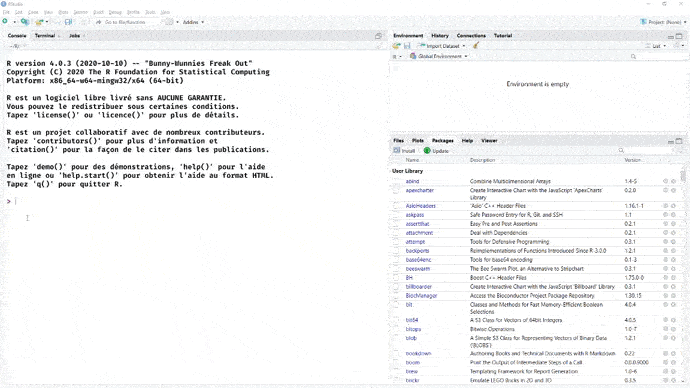 RStudio
File Edit Code View Plots Session Build Debug Profile Tools Help
Go to file/function
Addins
Project: (None)
Console Terminal Jobs
R version 4.0.3 (2020-10-10) -- "Bunny-Wunnies Freak Out"
Copyright (C) 2020 The R Foundation for Statistical Computing
Platform: x86_64-w64-mingw32/x64 (64-bit)
R est un logiciel libre livré sans AUCUNE GARANTIE.
Vous pouvez le redistribuer sous certaines conditions.
Tapez 'license()' ou 'licence()' pour plus de détails.
R est un projet collaboratif avec de nombreux contributeurs.
Tapez 'contributors()' pour plus d'information et
'citation()' pour la façon de le citer dans les publications.
Tapez 'demo()' pour des démonstrations, 'help()' pour l'aide
en ligne ou 'help.start()' pour obtenir l'aide au format HTML.
Tapez 'q()' pour quitter R.
>
Environment History Connections Tutorial
Import Dataset
List
R Global Environment
Environment is empty
Files Plots Packages Help Viewer
Install Update
Name Description Version
User Library
abind Combine Multidimensional Arrays 1.4-5
apexcharter Create Interactive Chart with the JavaScript 'ApexCharts' 0.2.0
Library
AsioHeaders 'Asio' C++ Header Files 1.16.1-1
askpass Safe Password Entry for R, Git, and SSH 1.1
assertthat Easy Pre and Post Assertions 0.2.1
attachment Deal with Dependencies 0.2.1
attempt Tools for Defensive Programming 0.3.1
backports Reimplementations of Functions Introduced Since R-3.0.0 1.2.1
base64enc Tools for base64 encoding 0.1-3
beeswarm The Bee Swarm Plot, an Alternative to Stripchart 0.3.1
BH Boost C++ Header Files 1.75.0-0
billboarder Create Interactive Chart with the JavaScript 'Billboard' Library 0.3.1
BiocManager Access the Bioconductor Project Package Repository 1.30.15
bit Classes and Methods for Fast Memory-Efficient Boolean 4.0.4
Selections
bit64 A S3 Class for Vectors of 64bit Integers 4.0.5
bitops Bitwise Operations 1.0-7
blob A Simple S3 Class for Representing Vectors of Binary Data 1.2.1
('BLOBS')
bookdown Authoring Books and Technical Documents with R Markdown 0.22
boom Print the Output of Intermediate Steps of a Call 0.0.0.9000
brew Templating Framework for Report Generation 1.0-6
brickr Emulate LEGO Bricks in 2D and 3D 0.3.5